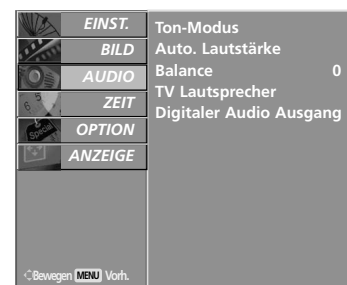 EINST.
BILD
AUDIO
ZEIT
OPTION
ANZEIGE
Ton-Modus
Auto. Lautstärke
Balance 0
TV Lautsprecher
Digitaler Audio Ausgang
Bewegen MENU Vorh.